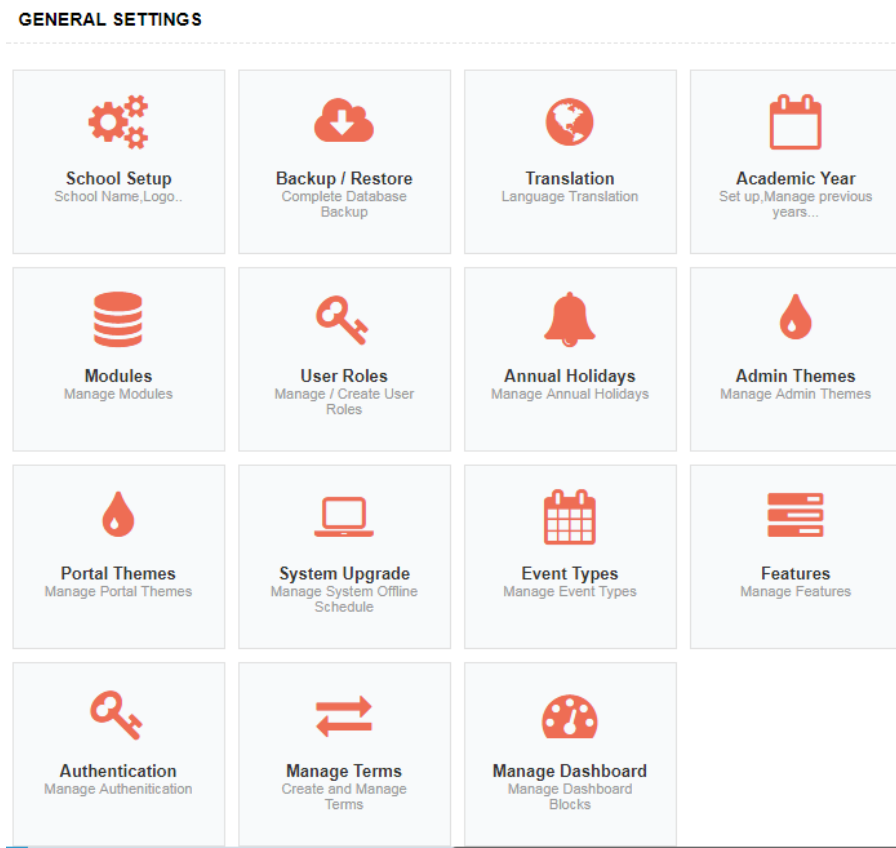 GENERAL SETTINGS
School Setup
School Name,Logo..
Backup / Restore
Complete Database
Backup
Translation
Language Translation
Academic Year
Set up,Manage previous
years...
Modules
Manage Modules
User Roles
Manage / Create User
Roles
Annual Holidays
Manage Annual Holidays
Admin Themes
Manage Admin Themes
Portal Themes
Manage Portal Themes
System Upgrade
Manage System Offline
Schedule
Event Types
Manage Event Types
Features
Manage Features
Authentication
Manage Authenitication
Manage Terms
Create and Manage
Terms
Manage Dashboard
Manage Dashboard
Blocks